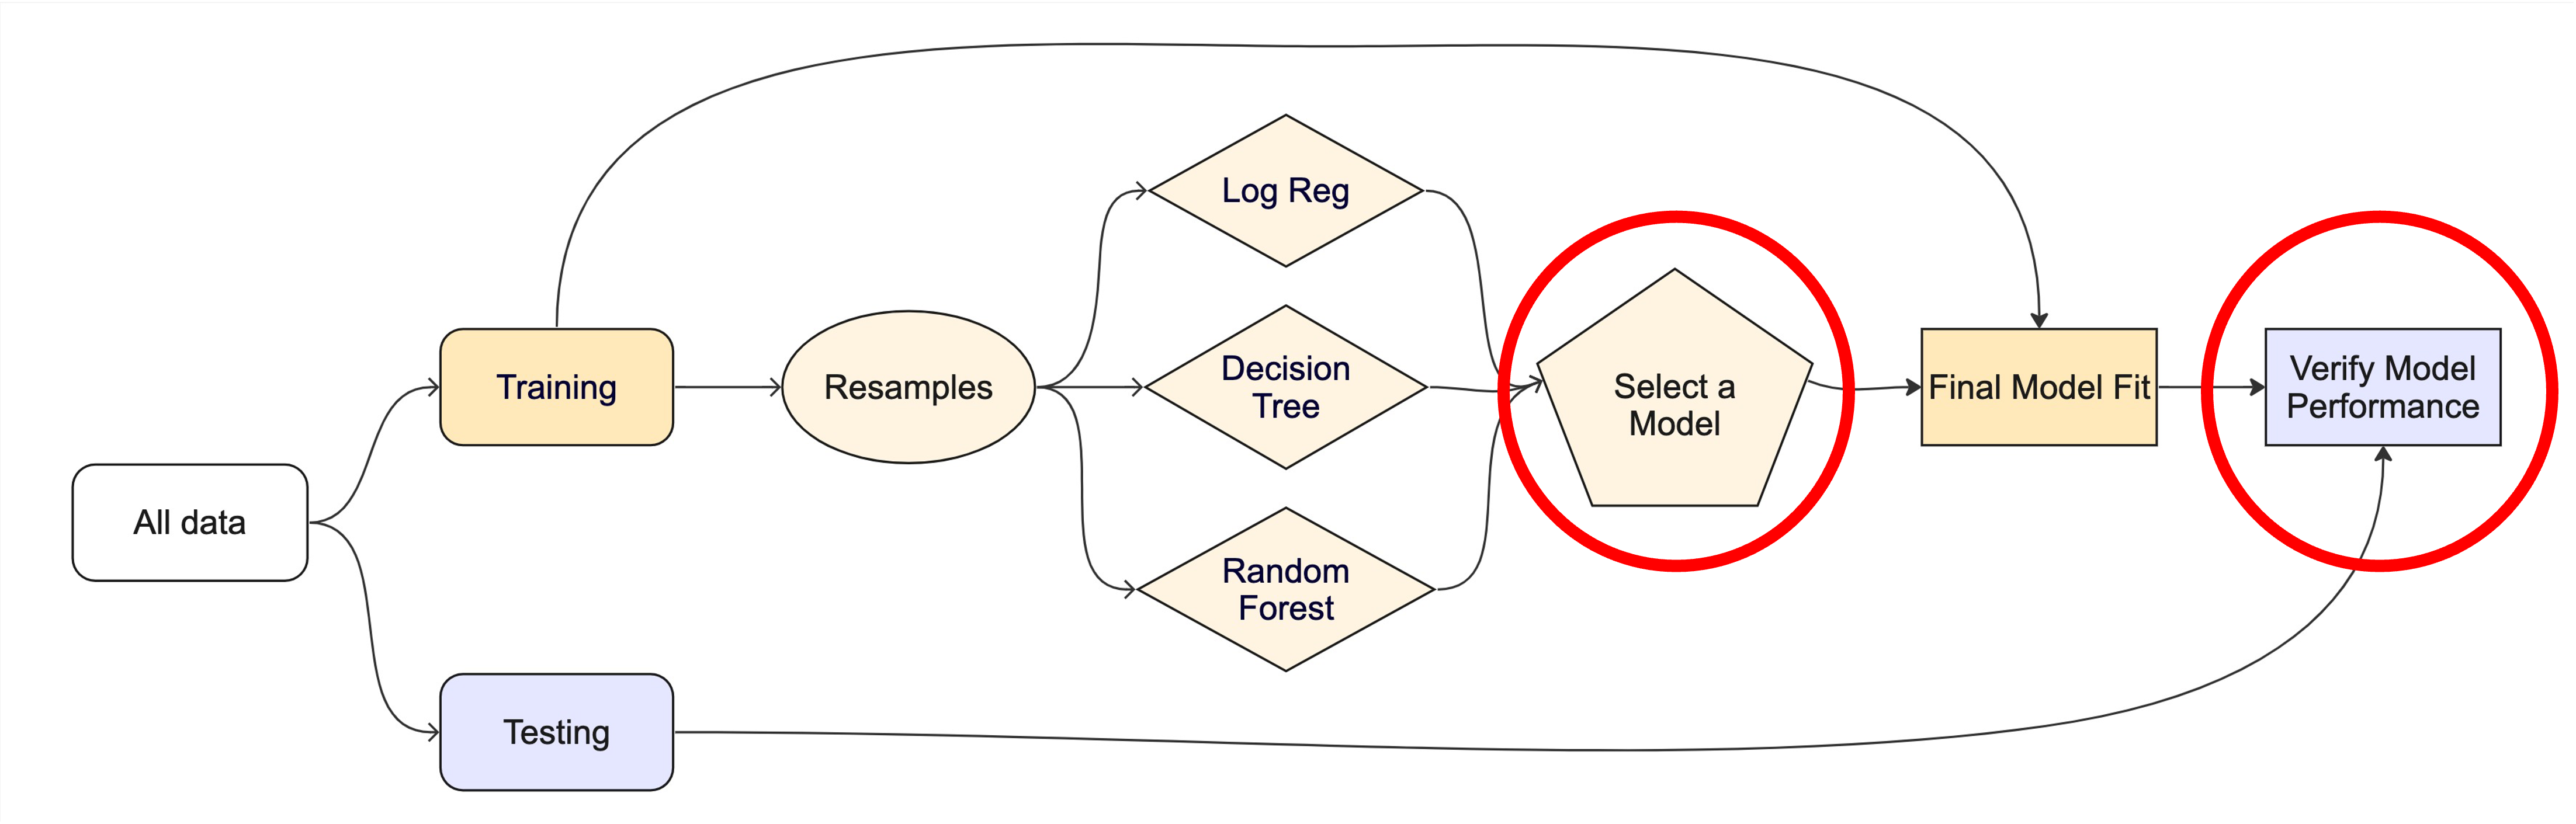 All data
Training
Testing
Resamples
Log Reg
Decision
Tree
Random
Forest
Select a
Model
Final Model Fit
Verify Model
Performance